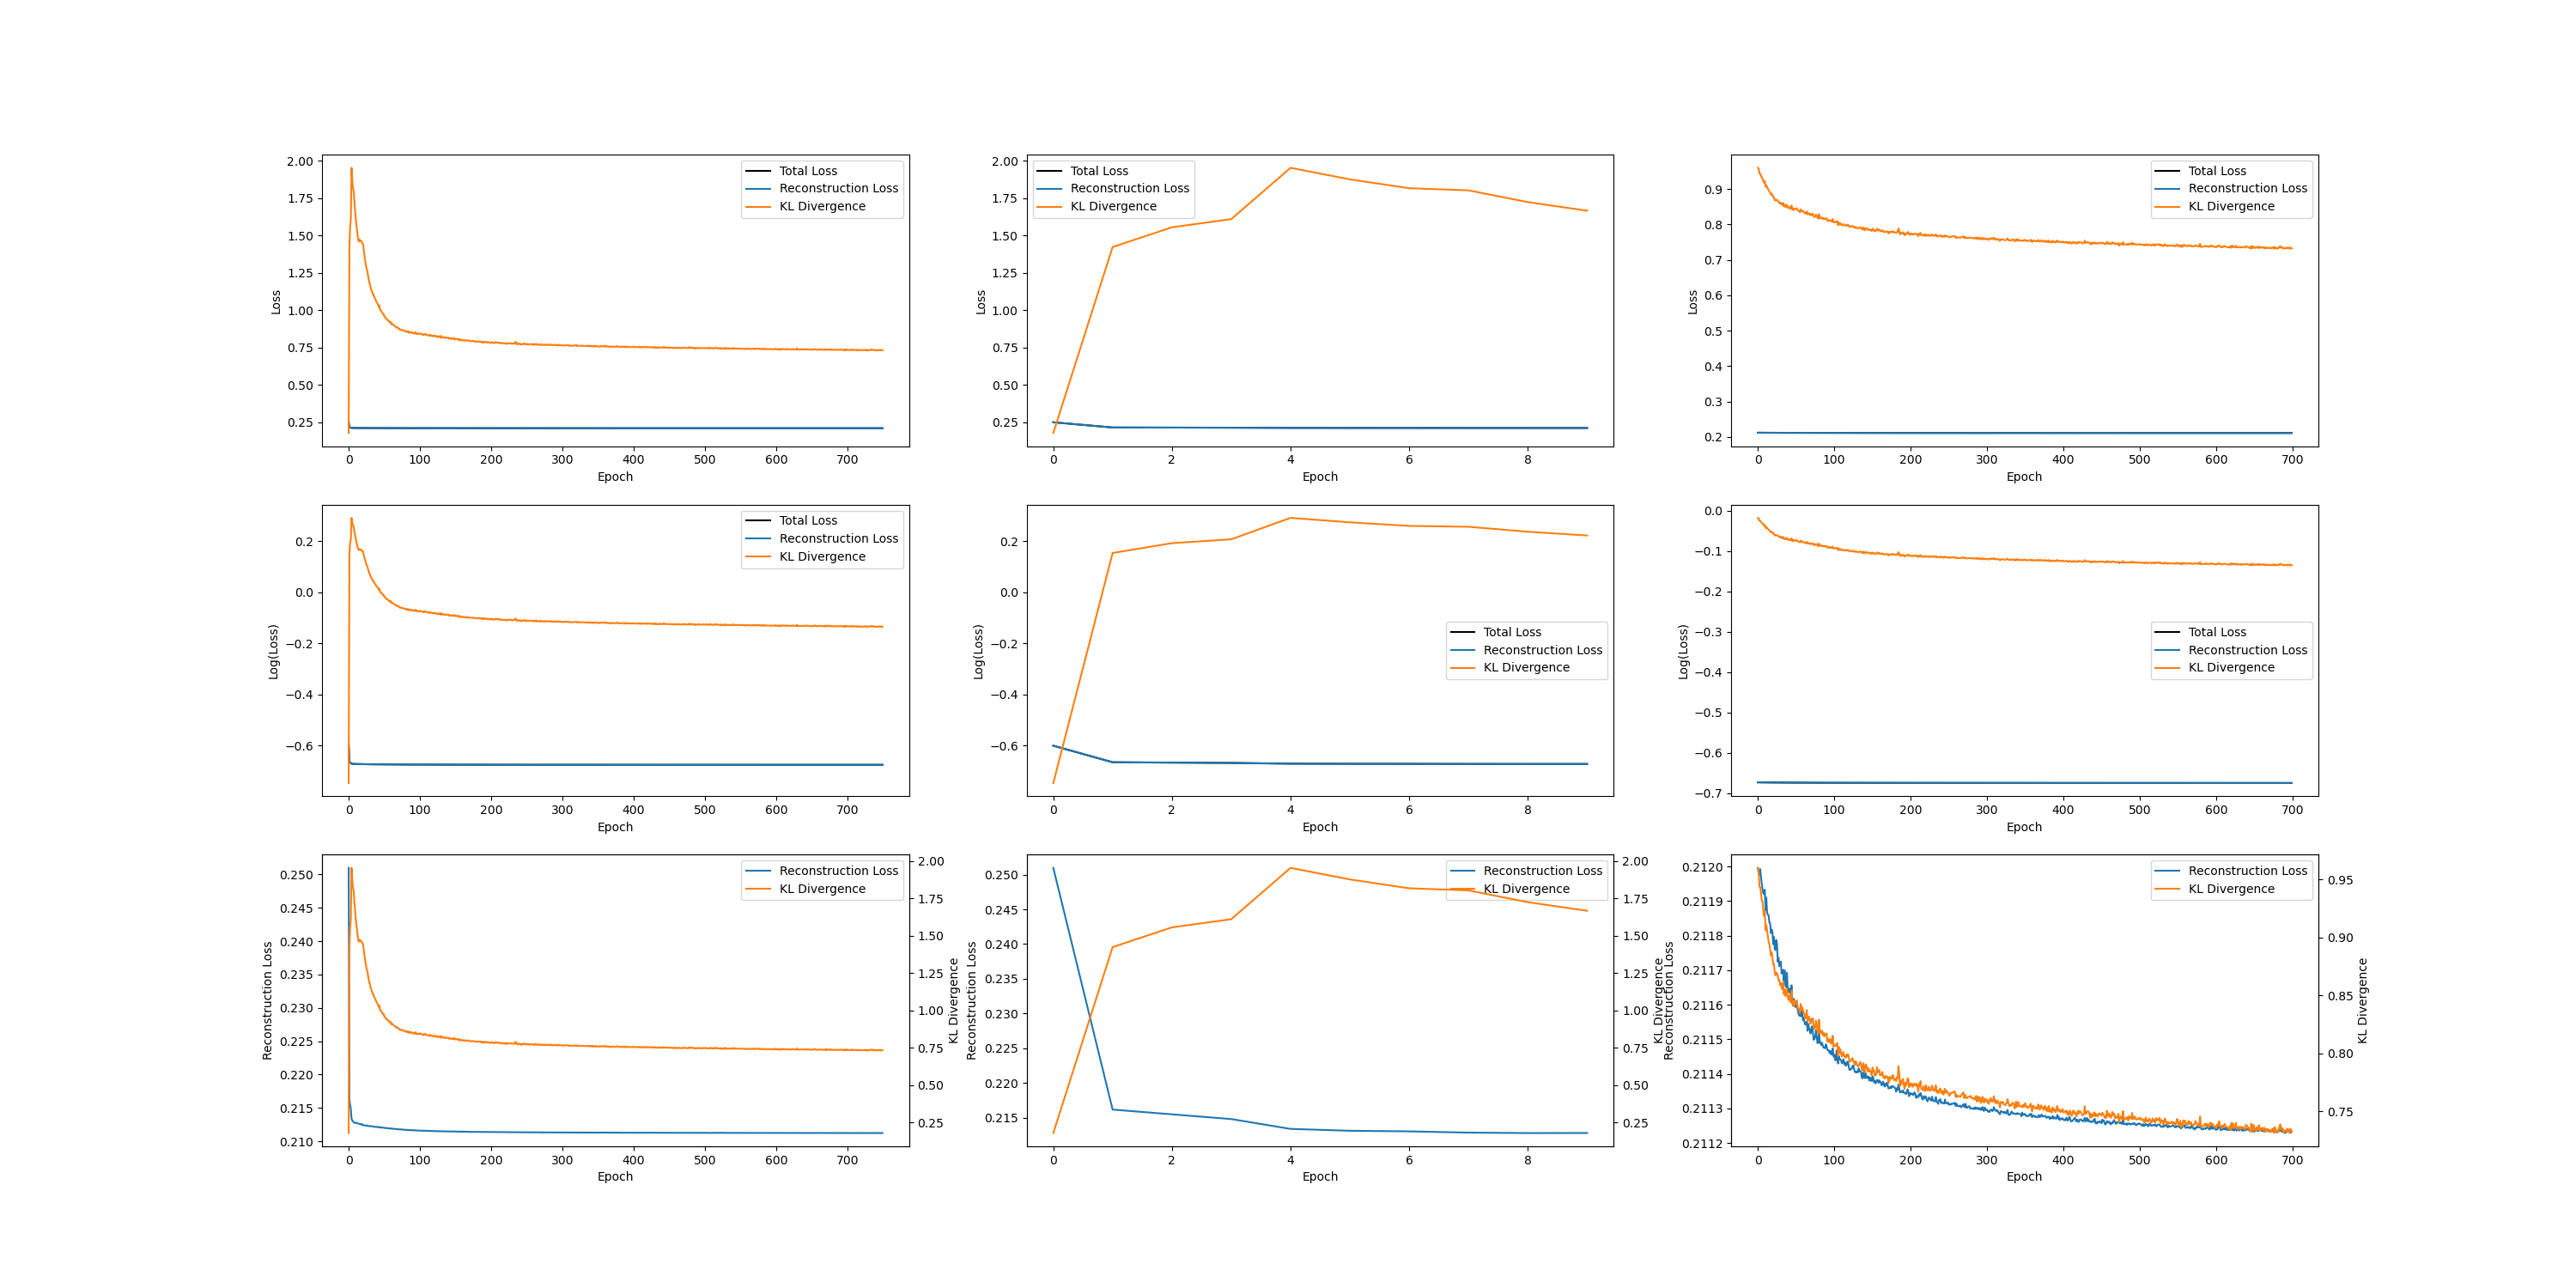 2.00
1.75
1.50
1.25
1.00
0.75
0.50
0.25
Loss
0 100 200 300 400 500 600 700
Epoch
Total Loss
Reconstruction Loss
KL Divergence
2.00
1.75
1.50
1.25
1.00
0.75
0.50
0.25
Loss
0 2 4 6 8
Epoch
Total Loss
Reconstruction Loss
KL Divergence
0.9
0.8
0.7
0.6
0.5
0.4
0.3
0.2
Loss
0 100 200 300 400 500 600 700
Epoch
Total Loss
Reconstruction Loss
KL Divergence
0.2
0.0
−0.2
−0.4
−0.6
Log(Loss)
0 100 200 300 400 500 600 700
Epoch
Total Loss
Reconstruction Loss
KL Divergence
0.2
0.0
−0.2
−0.4
−0.6
Log(Loss)
0 2 4 6 8
Epoch
Total Loss
Reconstruction Loss
KL Divergence
0.0
−0.1
−0.2
−0.3
−0.4
−0.5
−0.6
−0.7
Log(Loss)
0 100 200 300 400 500 600 700
Epoch
Total Loss
Reconstruction Loss
KL Divergence
0.250
0.245
0.240
0.235
0.230
0.225
0.220
0.215
0.210
Reconstruction Loss
0 100 200 300 400 500 600 700
Epoch
Reconstruction Loss
KL Divergence
2.00
1.75
1.50
1.25
1.00
0.75
0.50
0.25
KL Divergence
0.250
0.245
0.240
0.235
0.230
0.225
0.220
0.215
Reconstruction Loss
0 2 4 6 8
Epoch
Reconstruction Loss
KL Divergence
2.00
1.75
1.50
1.25
1.00
0.75
0.50
0.25
KL Divergence
0.2120
0.2119
0.2118
0.2117
0.2116
0.2115
0.2114
0.2113
0.2112
Reconstruction Loss
0 100 200 300 400 500 600 700
Epoch
Reconstruction Loss
KL Divergence
0.95
0.90
0.85
0.80
0.75
KL Divergence